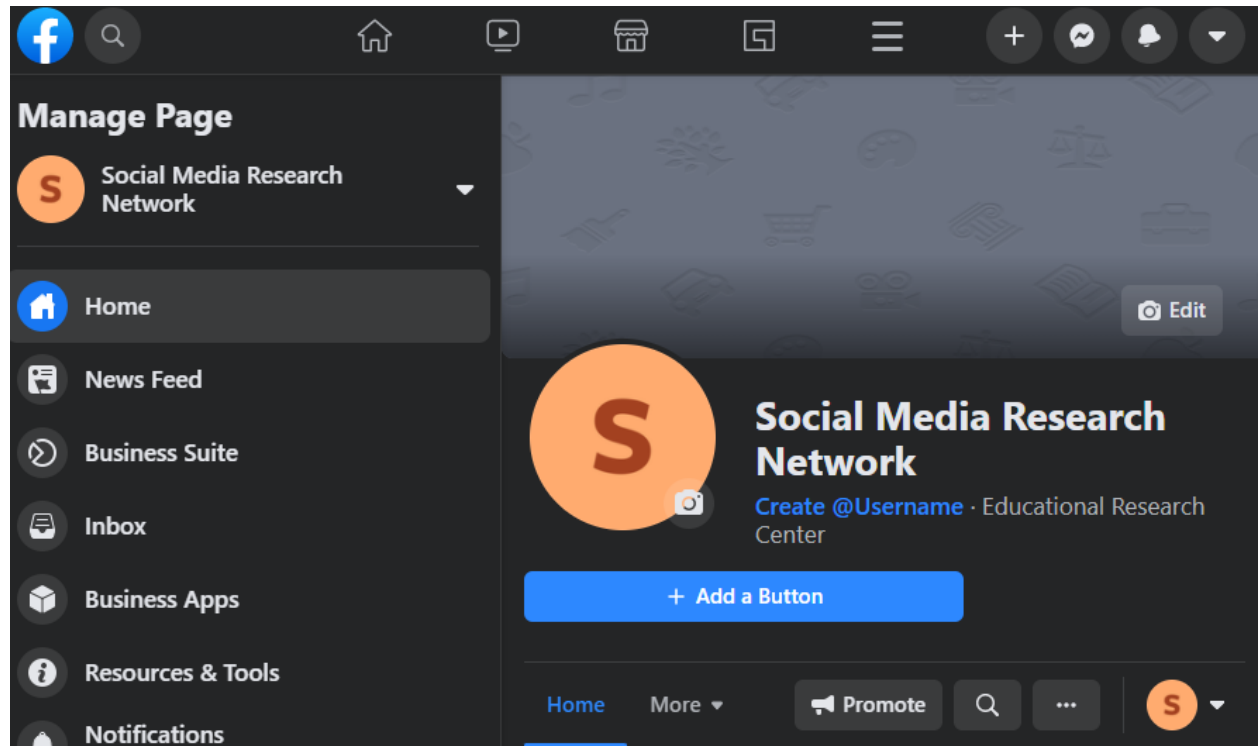 Manage Page
S
Social Media Research
Network
Home
News Feed
Business Suite
Inbox
Business Apps
Resources & Tools
Notifications
Edit
S
Social Media Research
Network
Create @Username · Educational Research
Center
+ Add a Button
Home
More
Promote
S